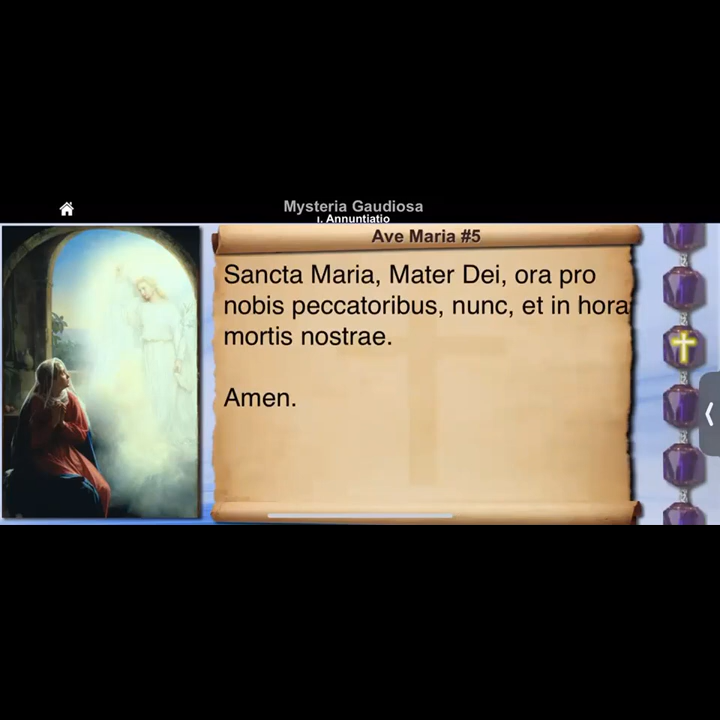 Mysteria Gaudiosa
I. Annuntiatio
Ave Maria #5
Sancta Maria, Mater Dei, ora pro
nobis peccatoribus, nunc, et in hora
mortis nostrae.
Amen.